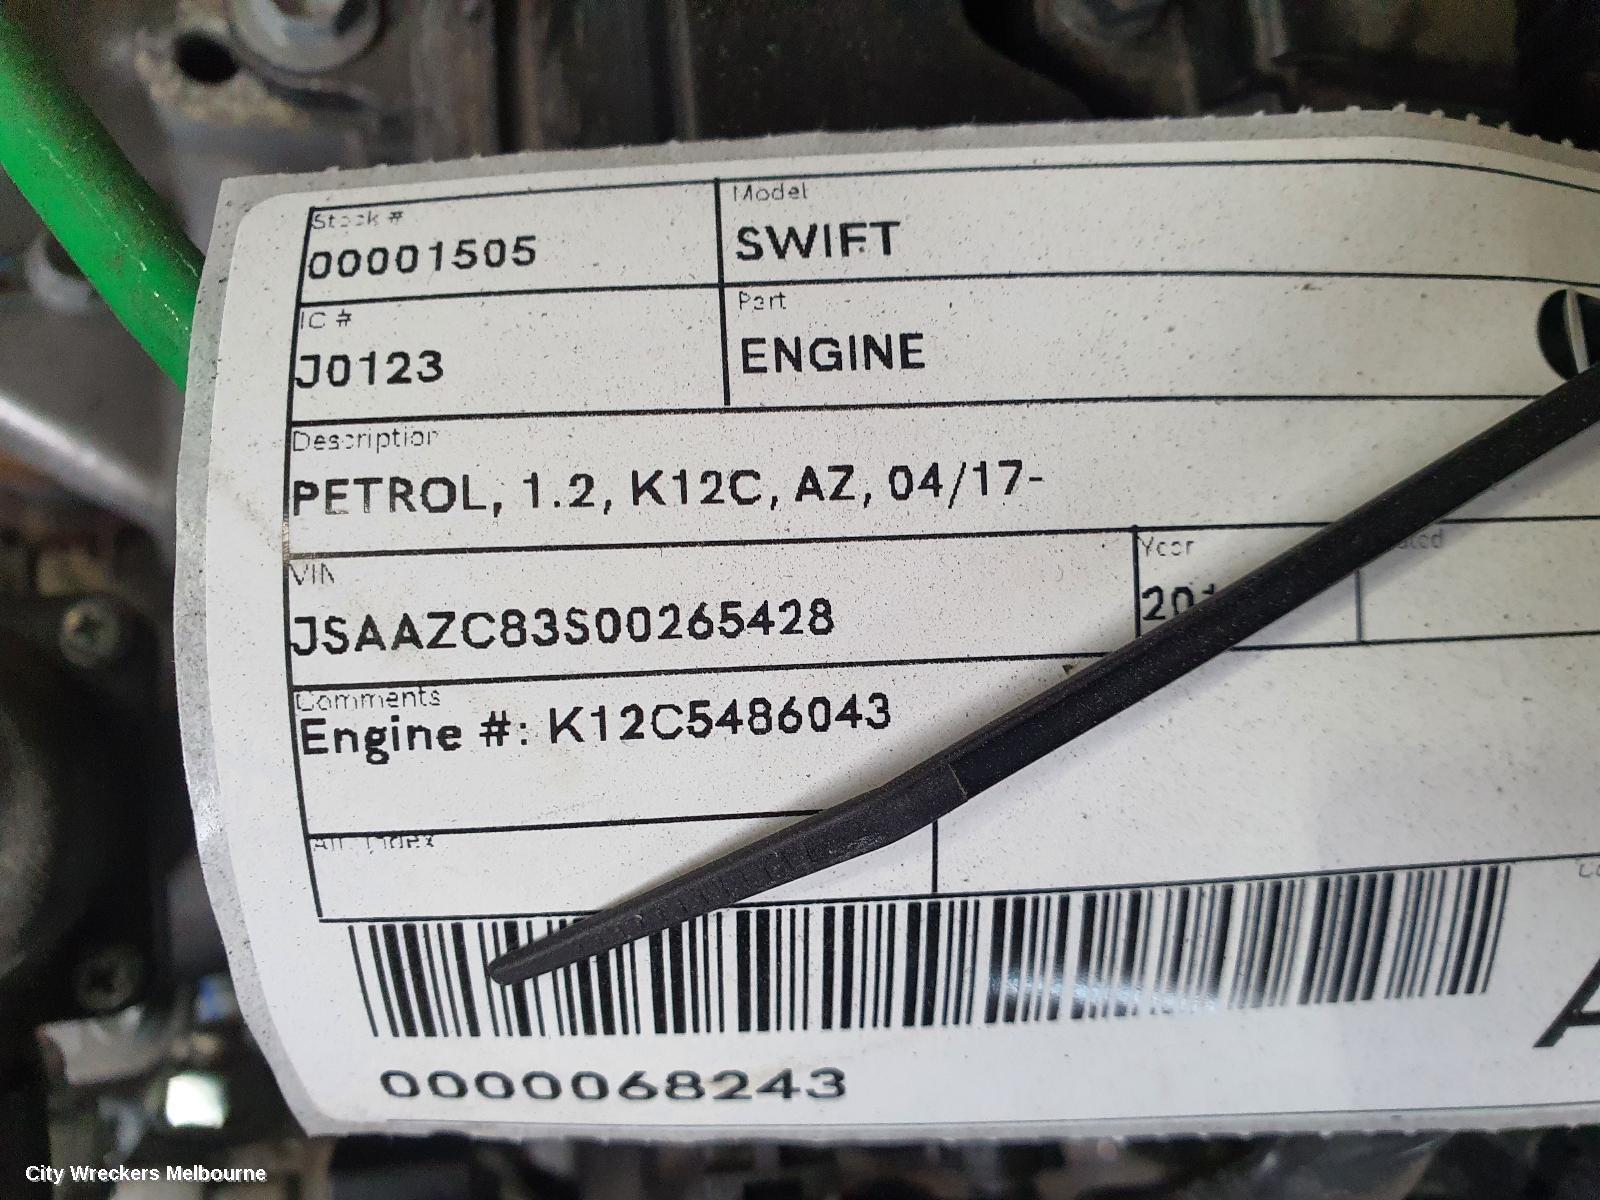 Stock #
00001505
Model
SWIFT
IC #
J0123
Part
ENGINE
Description
PETROL, 1.2, K12C, AZ, 04/17-
VIN
JSAAZC83S00265428
Year
Comments
Engine #: K12C5486043
0000068243
City Wreckers Melbourne